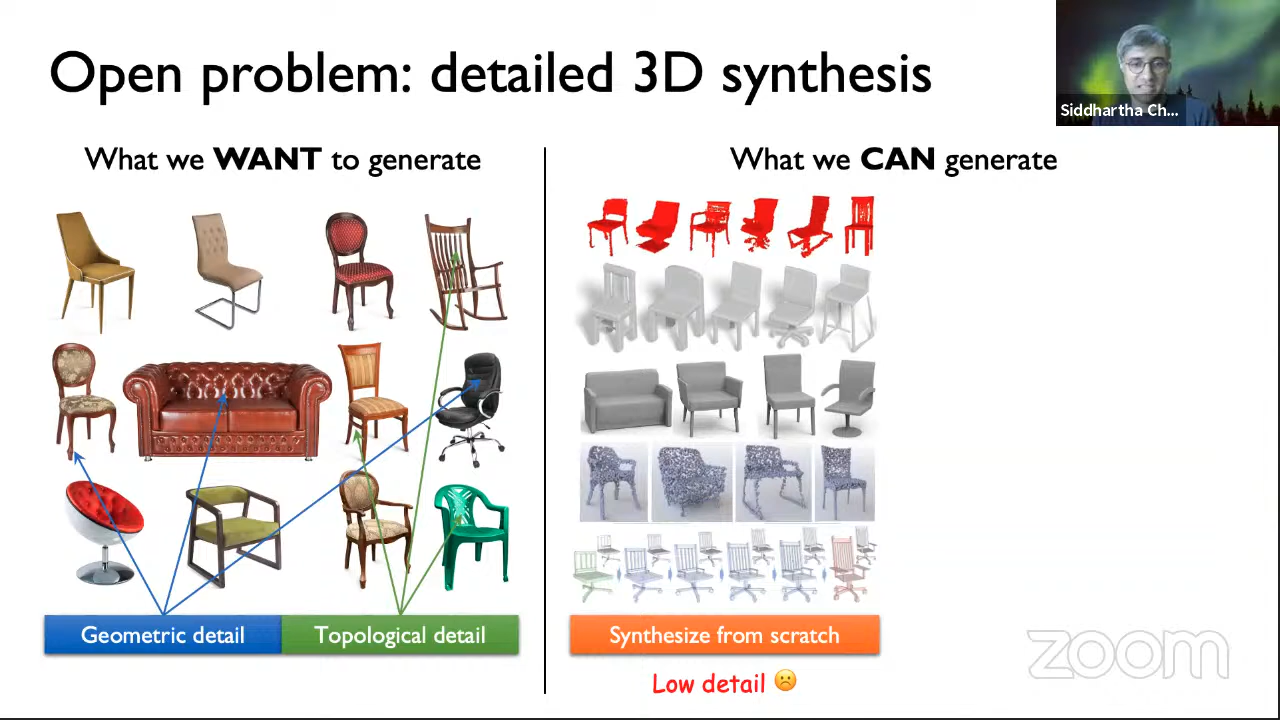 Open problem: detailed 3D synthesis
Siddhartha Ch...
What we WANT to generate
What we CAN generate
Geometric detail
Topological detail
Synthesize from scratch
Low detail
zoom